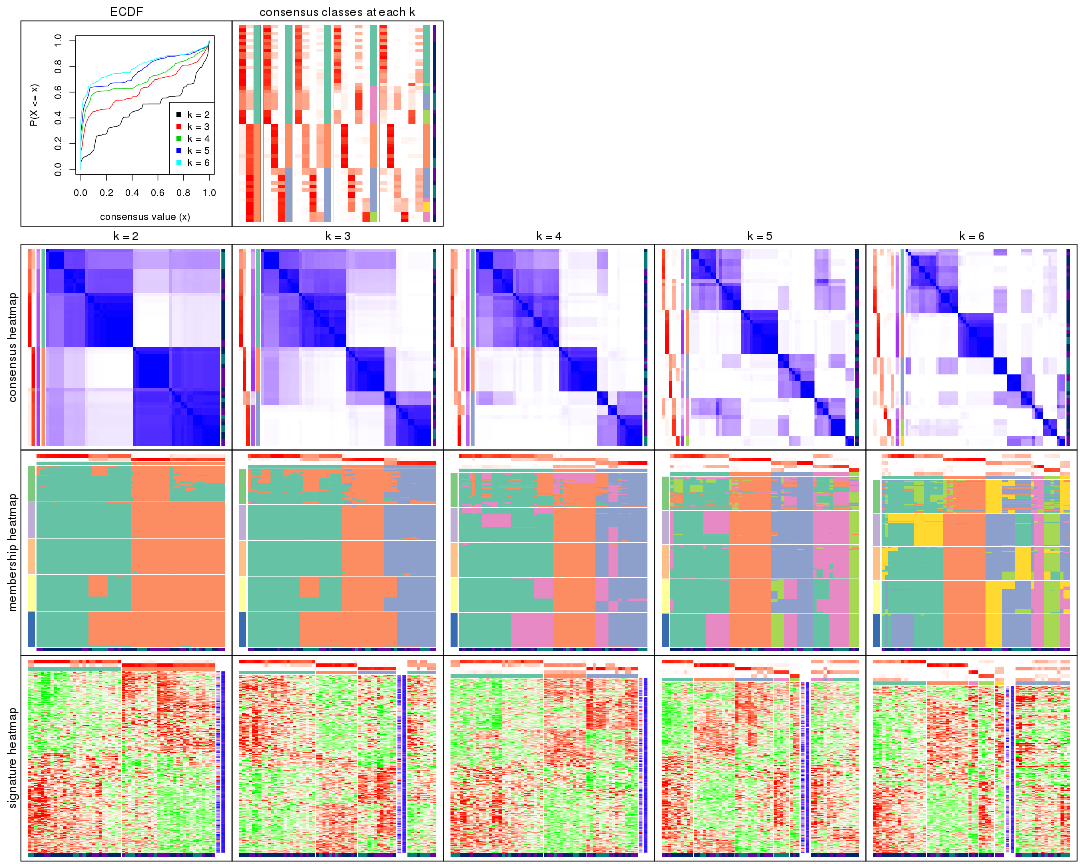 ECDF
consensus classes at each k
P(X <= x)
0.0 0.2 0.4 0.6 0.8 1.0
k = 2
k = 3
k = 4
k = 5
k = 6
0.0 0.2 0.4 0.6 0.8 1.0
consensus value (x)
k = 2 k = 3 k = 4 k = 5 k = 6
consensus heatmap
membership heatmap
signature heatmap